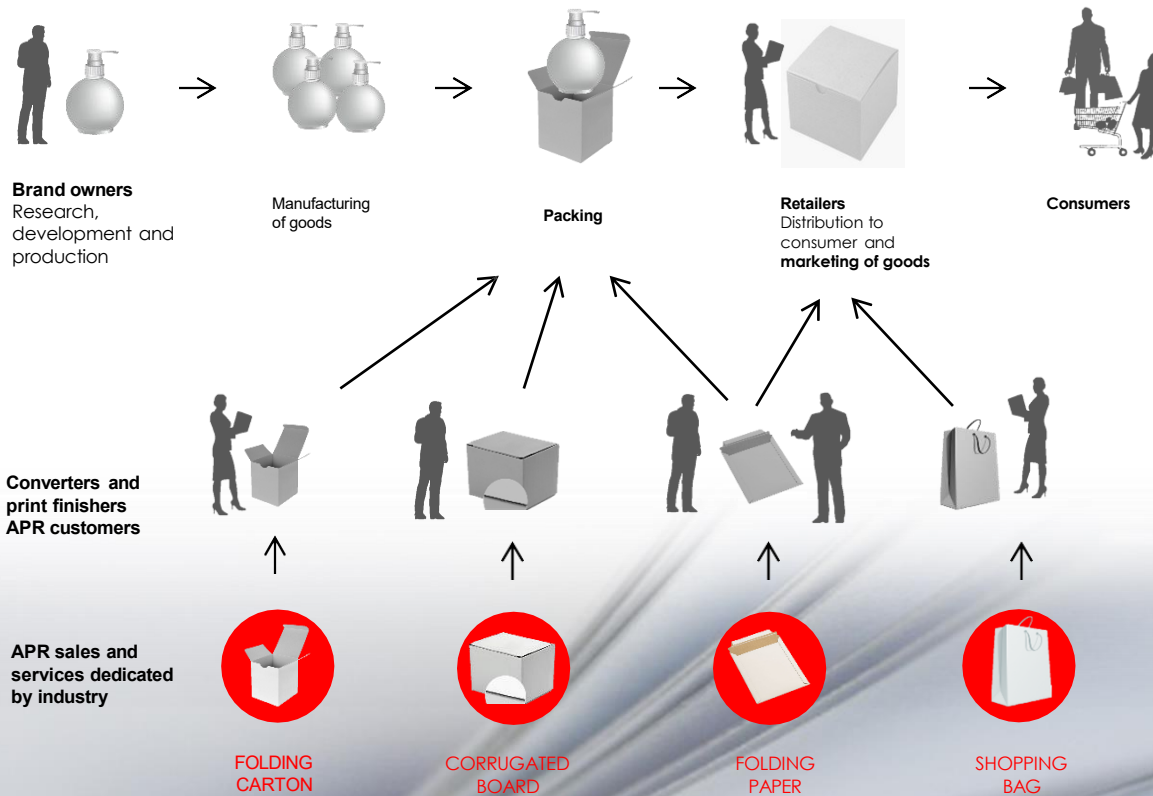 Brand owners
Research,
development and
production
Manufacturing
of goods
Packing
Retailers
Distribution to
consumer and
marketing of goods
Consumers
Converters and
print finishers
APR customers
APR sales and
services dedicated
by industry
FOLDING
CARTON
CORRUGATED
BOARD
FOLDING
PAPER
SHOPPING
BAG